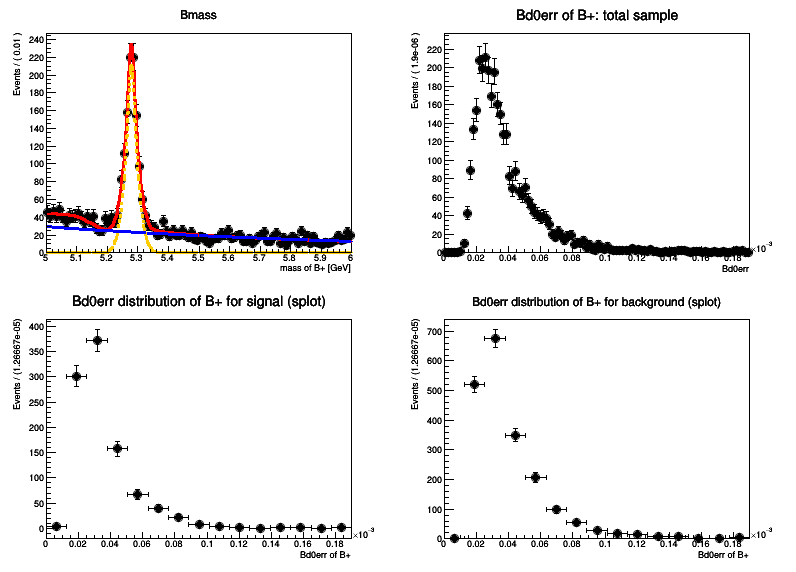 Bmass
Events / ( 0.01 )
240
220
200
180
160
140
120
100
80
60
40
20
0
5 5.1 5.2 5.3 5.4 5.5 5.6 5.7 5.8 5.9 6
mass of B+ [GeV]
Bd0err of B+: total sample
Events / ( 1.9e-06 )
220
200
180
160
140
120
100
80
60
40
20
0
0 0.02 0.04 0.06 0.08 0.1 0.12 0.14 0.16 0.18
×10⁻³
Bd0err
Bd0err distribution of B+ for signal (splot)
Events / (1.26667e-05)
400
350
300
250
200
150
100
50
0
0 0.02 0.04 0.06 0.08 0.1 0.12 0.14 0.16 0.18
×10⁻³
Bd0err of B+
Bd0err distribution of B+ for background (splot)
Events / (1.26667e-05)
700
600
500
400
300
200
100
0
0 0.02 0.04 0.06 0.08 0.1 0.12 0.14 0.16 0.18
×10⁻³
Bd0err of B+